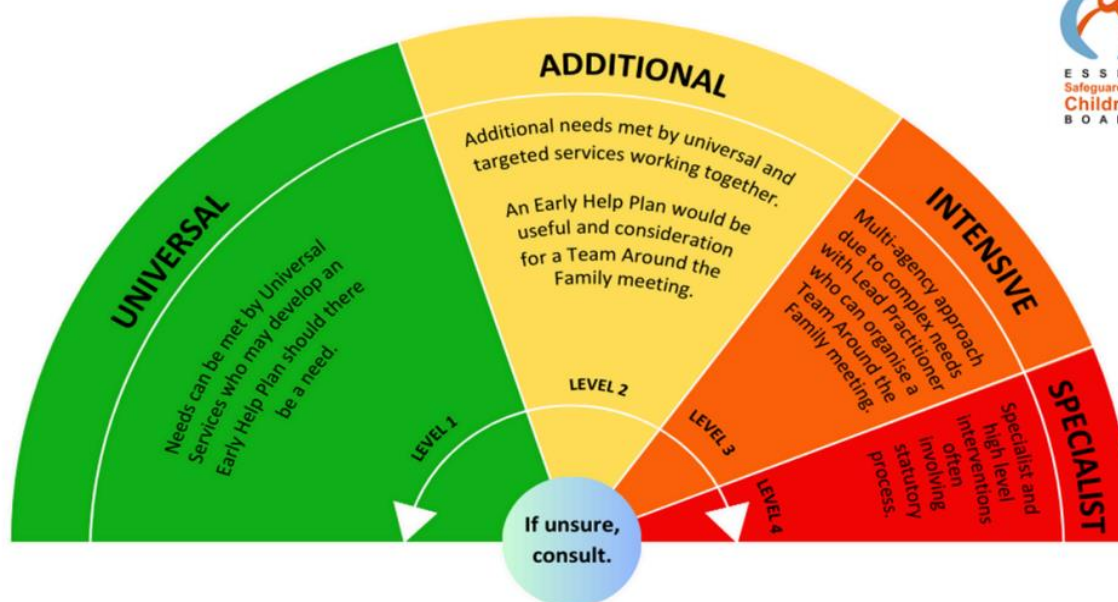 UNIVERSAL
Needs can be met by Universal
Services who may develop an
Early Help Plan should there
be a need.
LEVEL 1
ADDITIONAL
Additional needs met by universal and
targeted services working together.
An Early Help Plan would be
useful and consideration
for a Team Around the
Family meeting.
LEVEL 2
INTENSIVE
Multi-agency approach
due to complex needs
with Lead Practitioner
who can organise a
Team Around the
Family meeting.
LEVEL 3
SPECIALIST
Specialist and
high level
interventions
often
involving
statutory
process.
LEVEL 4
If unsure,
consult.